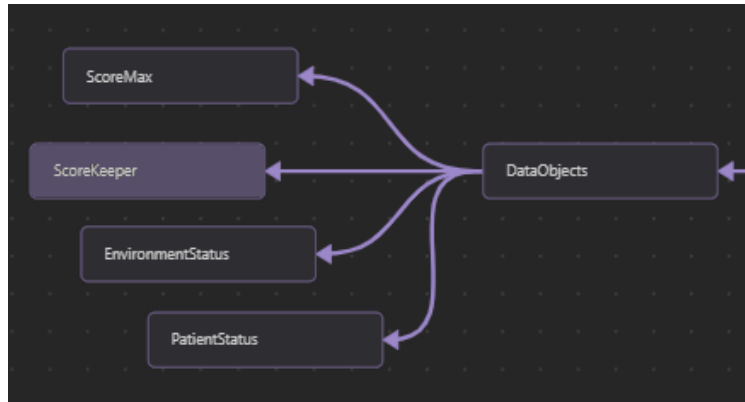 ScoreMax
ScoreKeeper
DataObjects
EnvironmentStatus
PatientStatus